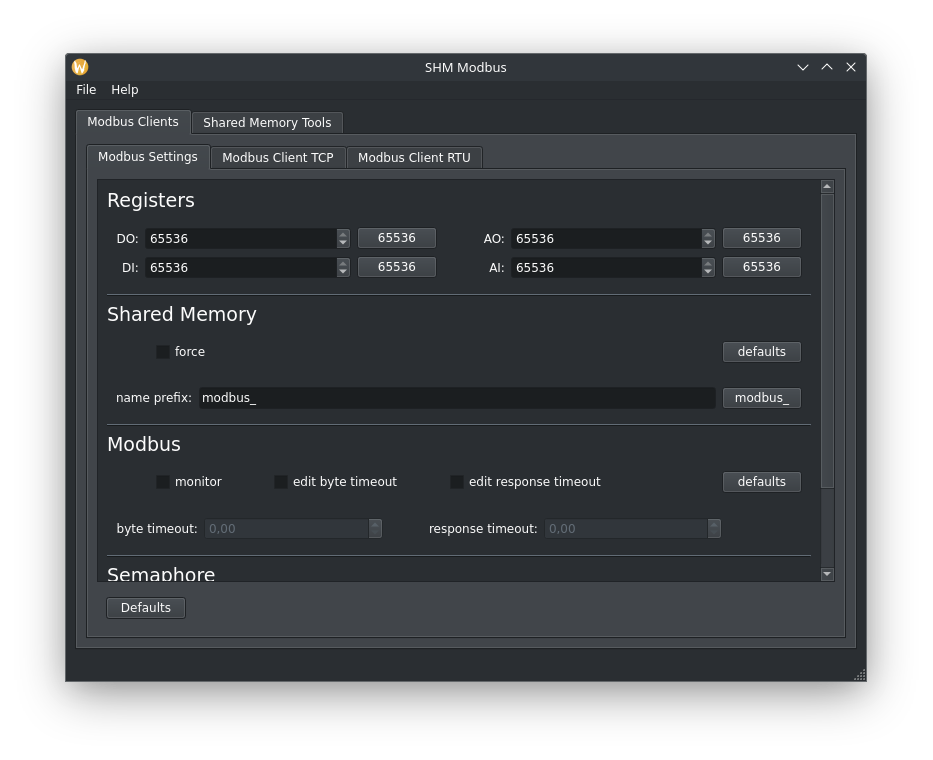 SHM Modbus
File Help
Modbus Clients Shared Memory Tools
Modbus Settings Modbus Client TCP Modbus Client RTU
Registers
DO: 65536 65536 AO: 65536 65536
DI: 65536 65536 AI: 65536 65536
Shared Memory
force defaults
name prefix: modbus_ modbus_
Modbus
monitor edit byte timeout edit response timeout defaults
byte timeout: 0,00 response timeout: 0,00
Semaphore
Defaults